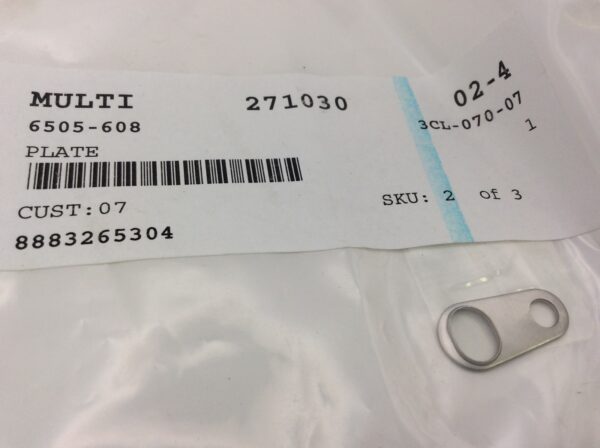 MULTI 271030 02-4
6505-608 3CL-070-07
PLATE 1
CUST:07 SKU: 2 of 3
8883265304